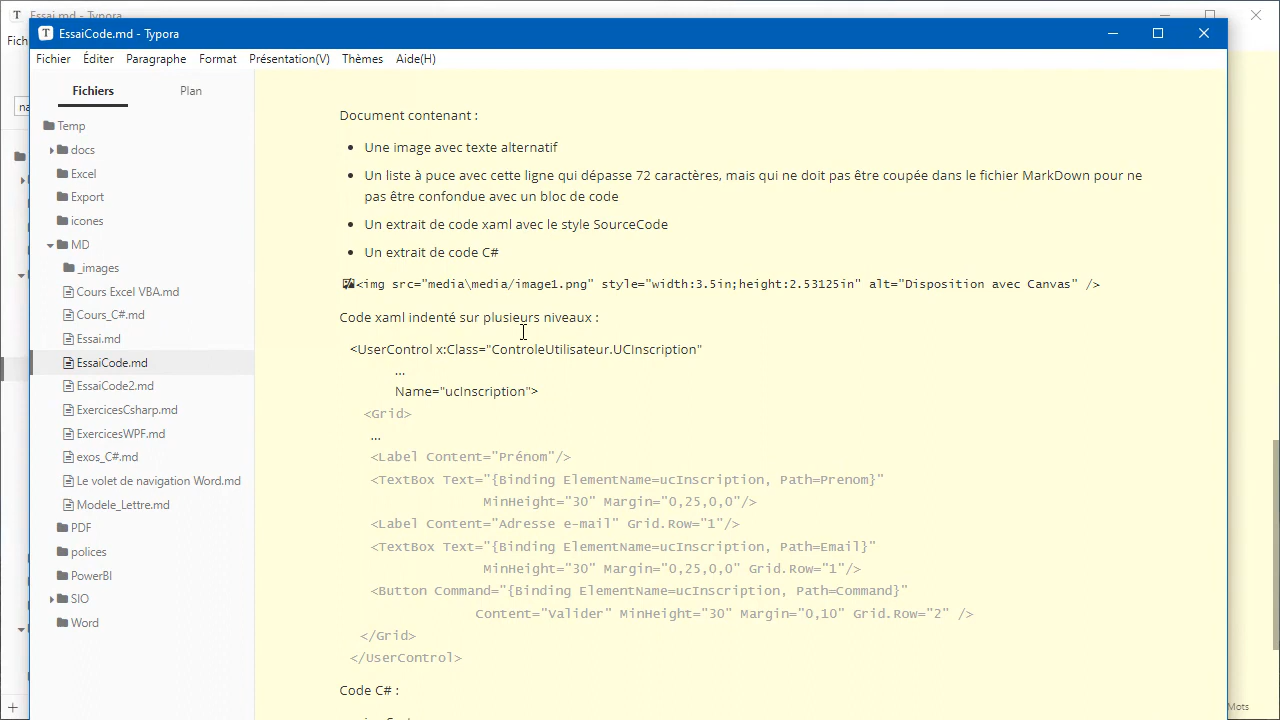 Essai.md - Typora
EssaiCode.md - Typora
Fich
Fichier Éditer Paragraphe Format Présentation(V) Thèmes Aide(H)
Fichiers Plan
na
Temp
docs
Excel
Export
icones
MD
_images
Cours Excel VBA.md
Cours_C#.md
Essai.md
EssaiCode.md
EssaiCode2.md
ExercicesCsharp.md
ExercicesWPF.md
exos_C#.md
Le volet de navigation Word.md
Modele_Lettre.md
PDF
polices
PowerBI
SIO
Word
Document contenant :
Une image avec texte alternatif
Un liste à puce avec cette ligne qui dépasse 72 caractères, mais qui ne doit pas être coupée dans le fichier MarkDown pour ne
pas être confondue avec un bloc de code
Un extrait de code xaml avec le style SourceCode
Un extrait de code C#
<img src="media\media/image1.png" style="width:3.5in;height:2.53125in" alt="Disposition avec Canvas" />
Code xaml indenté sur plusieurs niveaux :
<UserControl x:Class="ControleUtilisateur.UCInscription"
...
Name="ucInscription">
<Grid>
...
<Label Content="Prénom"/>
<TextBox Text="{Binding ElementName=ucInscription, Path=Prenom}"
MinHeight="30" Margin="0,25,0,0"/>
<Label Content="Adresse e-mail" Grid.Row="1"/>
<TextBox Text="{Binding ElementName=ucInscription, Path=Email}"
MinHeight="30" Margin="0,25,0,0" Grid.Row="1"/>
<Button Command="{Binding ElementName=ucInscription, Path=Command}"
Content="Valider" MinHeight="30" Margin="0,10" Grid.Row="2" />
</Grid>
</UserControl>
Code C# :
Mots